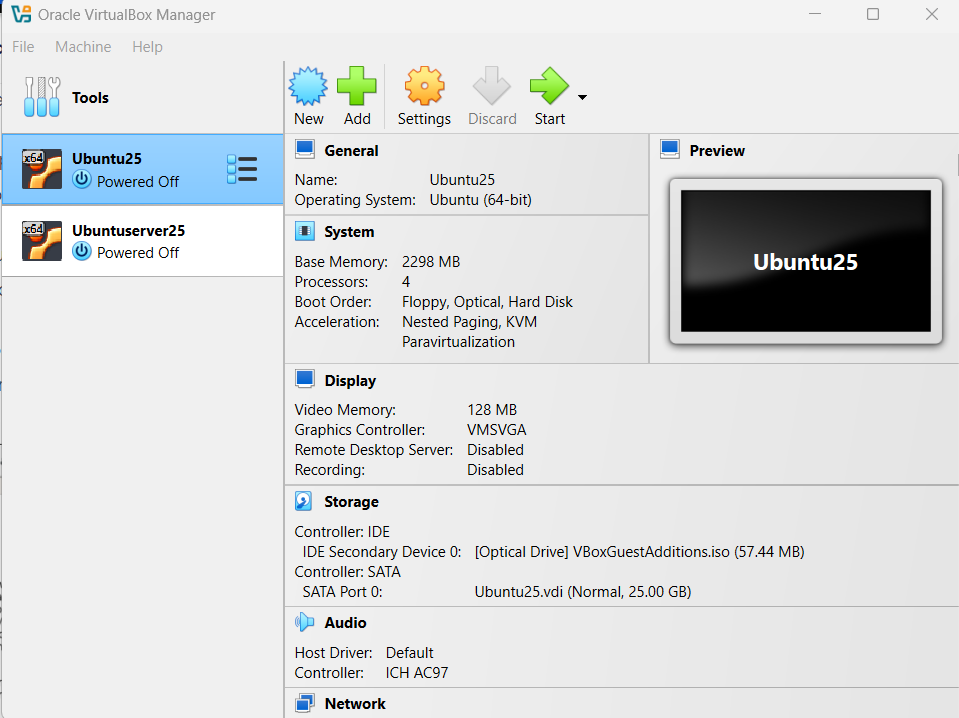 Oracle VirtualBox Manager
File Machine Help
Tools
New Add Settings Discard Start
x64 Ubuntu25
Powered Off
x64 Ubuntuserver25
Powered Off
General
Name: Ubuntu25
Operating System: Ubuntu (64-bit)
Preview
Ubuntu25
System
Base Memory: 2298 MB
Processors: 4
Boot Order: Floppy, Optical, Hard Disk
Acceleration: Nested Paging, KVM
Paravirtualization
Display
Video Memory: 128 MB
Graphics Controller: VMSVGA
Remote Desktop Server: Disabled
Recording: Disabled
Storage
Controller: IDE
IDE Secondary Device 0: [Optical Drive] VBoxGuestAdditions.iso (57.44 MB)
Controller: SATA
SATA Port 0: Ubuntu25.vdi (Normal, 25.00 GB)
Audio
Host Driver: Default
Controller: ICH AC97
Network